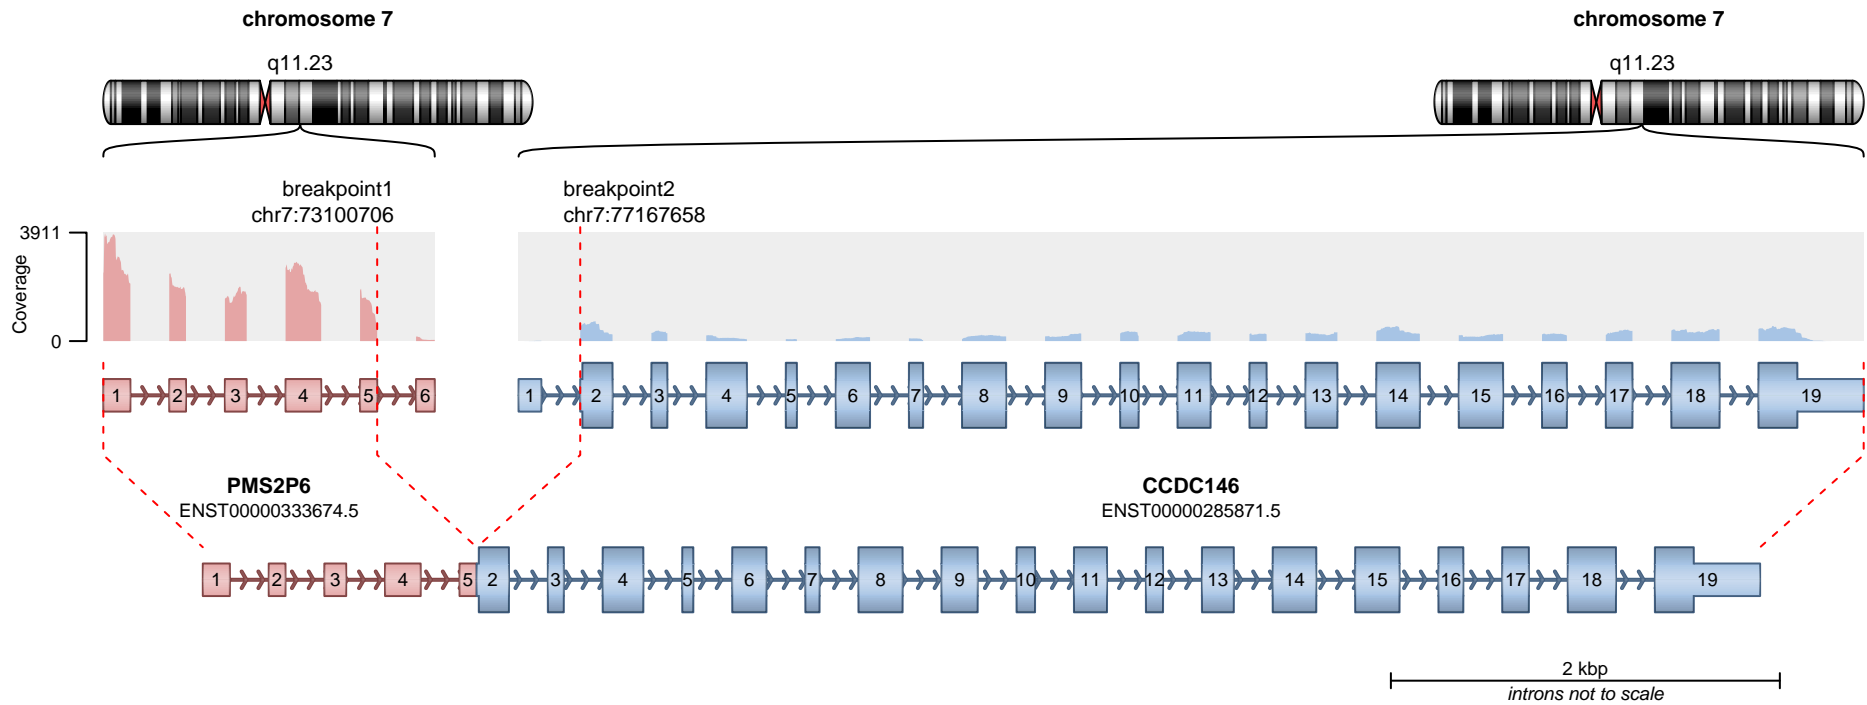 chromosome 7
chromosome 7
q11.23
q11.23
breakpoint1
chr7:73100706
breakpoint2
chr7:77167658
3911
Coverage
0
1 2 3 4 5 6
1 2 3 4 5 6 7 8 9 10 11 12 13 14 15 16 17 18 19
PMS2P6
ENST00000333674.5
CCDC146
ENST00000285871.5
1 2 3 4 5 2 3 4 5 6 7 8 9 10 11 12 13 14 15 16 17 18 19
2 kbp
introns not to scale